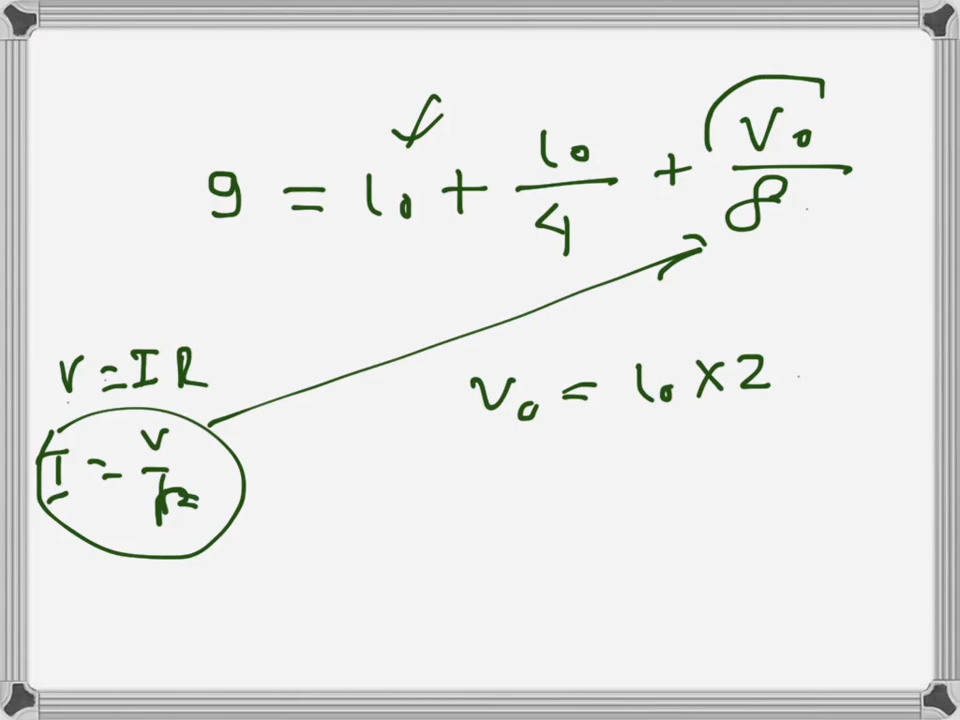 9 = i₀ + i₀/4 + V₀/8
V = IR
V₀ = i₀ × 2
I = V/R